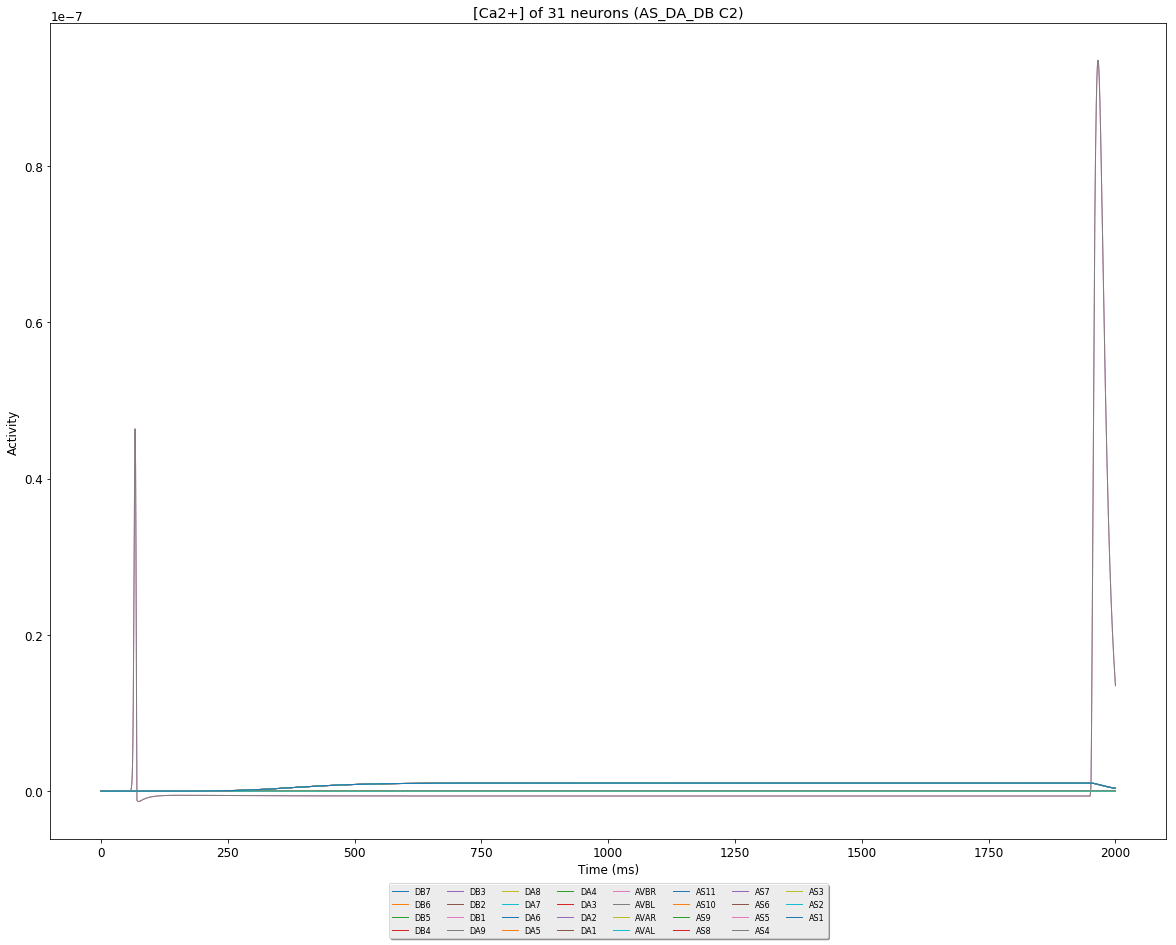 [Ca2+] of 31 neurons (AS_DA_DB C2)
1e−7
0.8
0.6
0.4
0.2
0.0
Activity
0 250 500 750 1000 1250 1500 1750 2000
Time (ms)
DB7 DB3 DA8 DA4 AVBR AS11 AS7 AS3
DB6 DB2 DA7 DA3 AVBL AS10 AS6 AS2
DB5 DB1 DA6 DA2 AVAR AS9 AS5 AS1
DB4 DA9 DA5 DA1 AVAL AS8 AS4